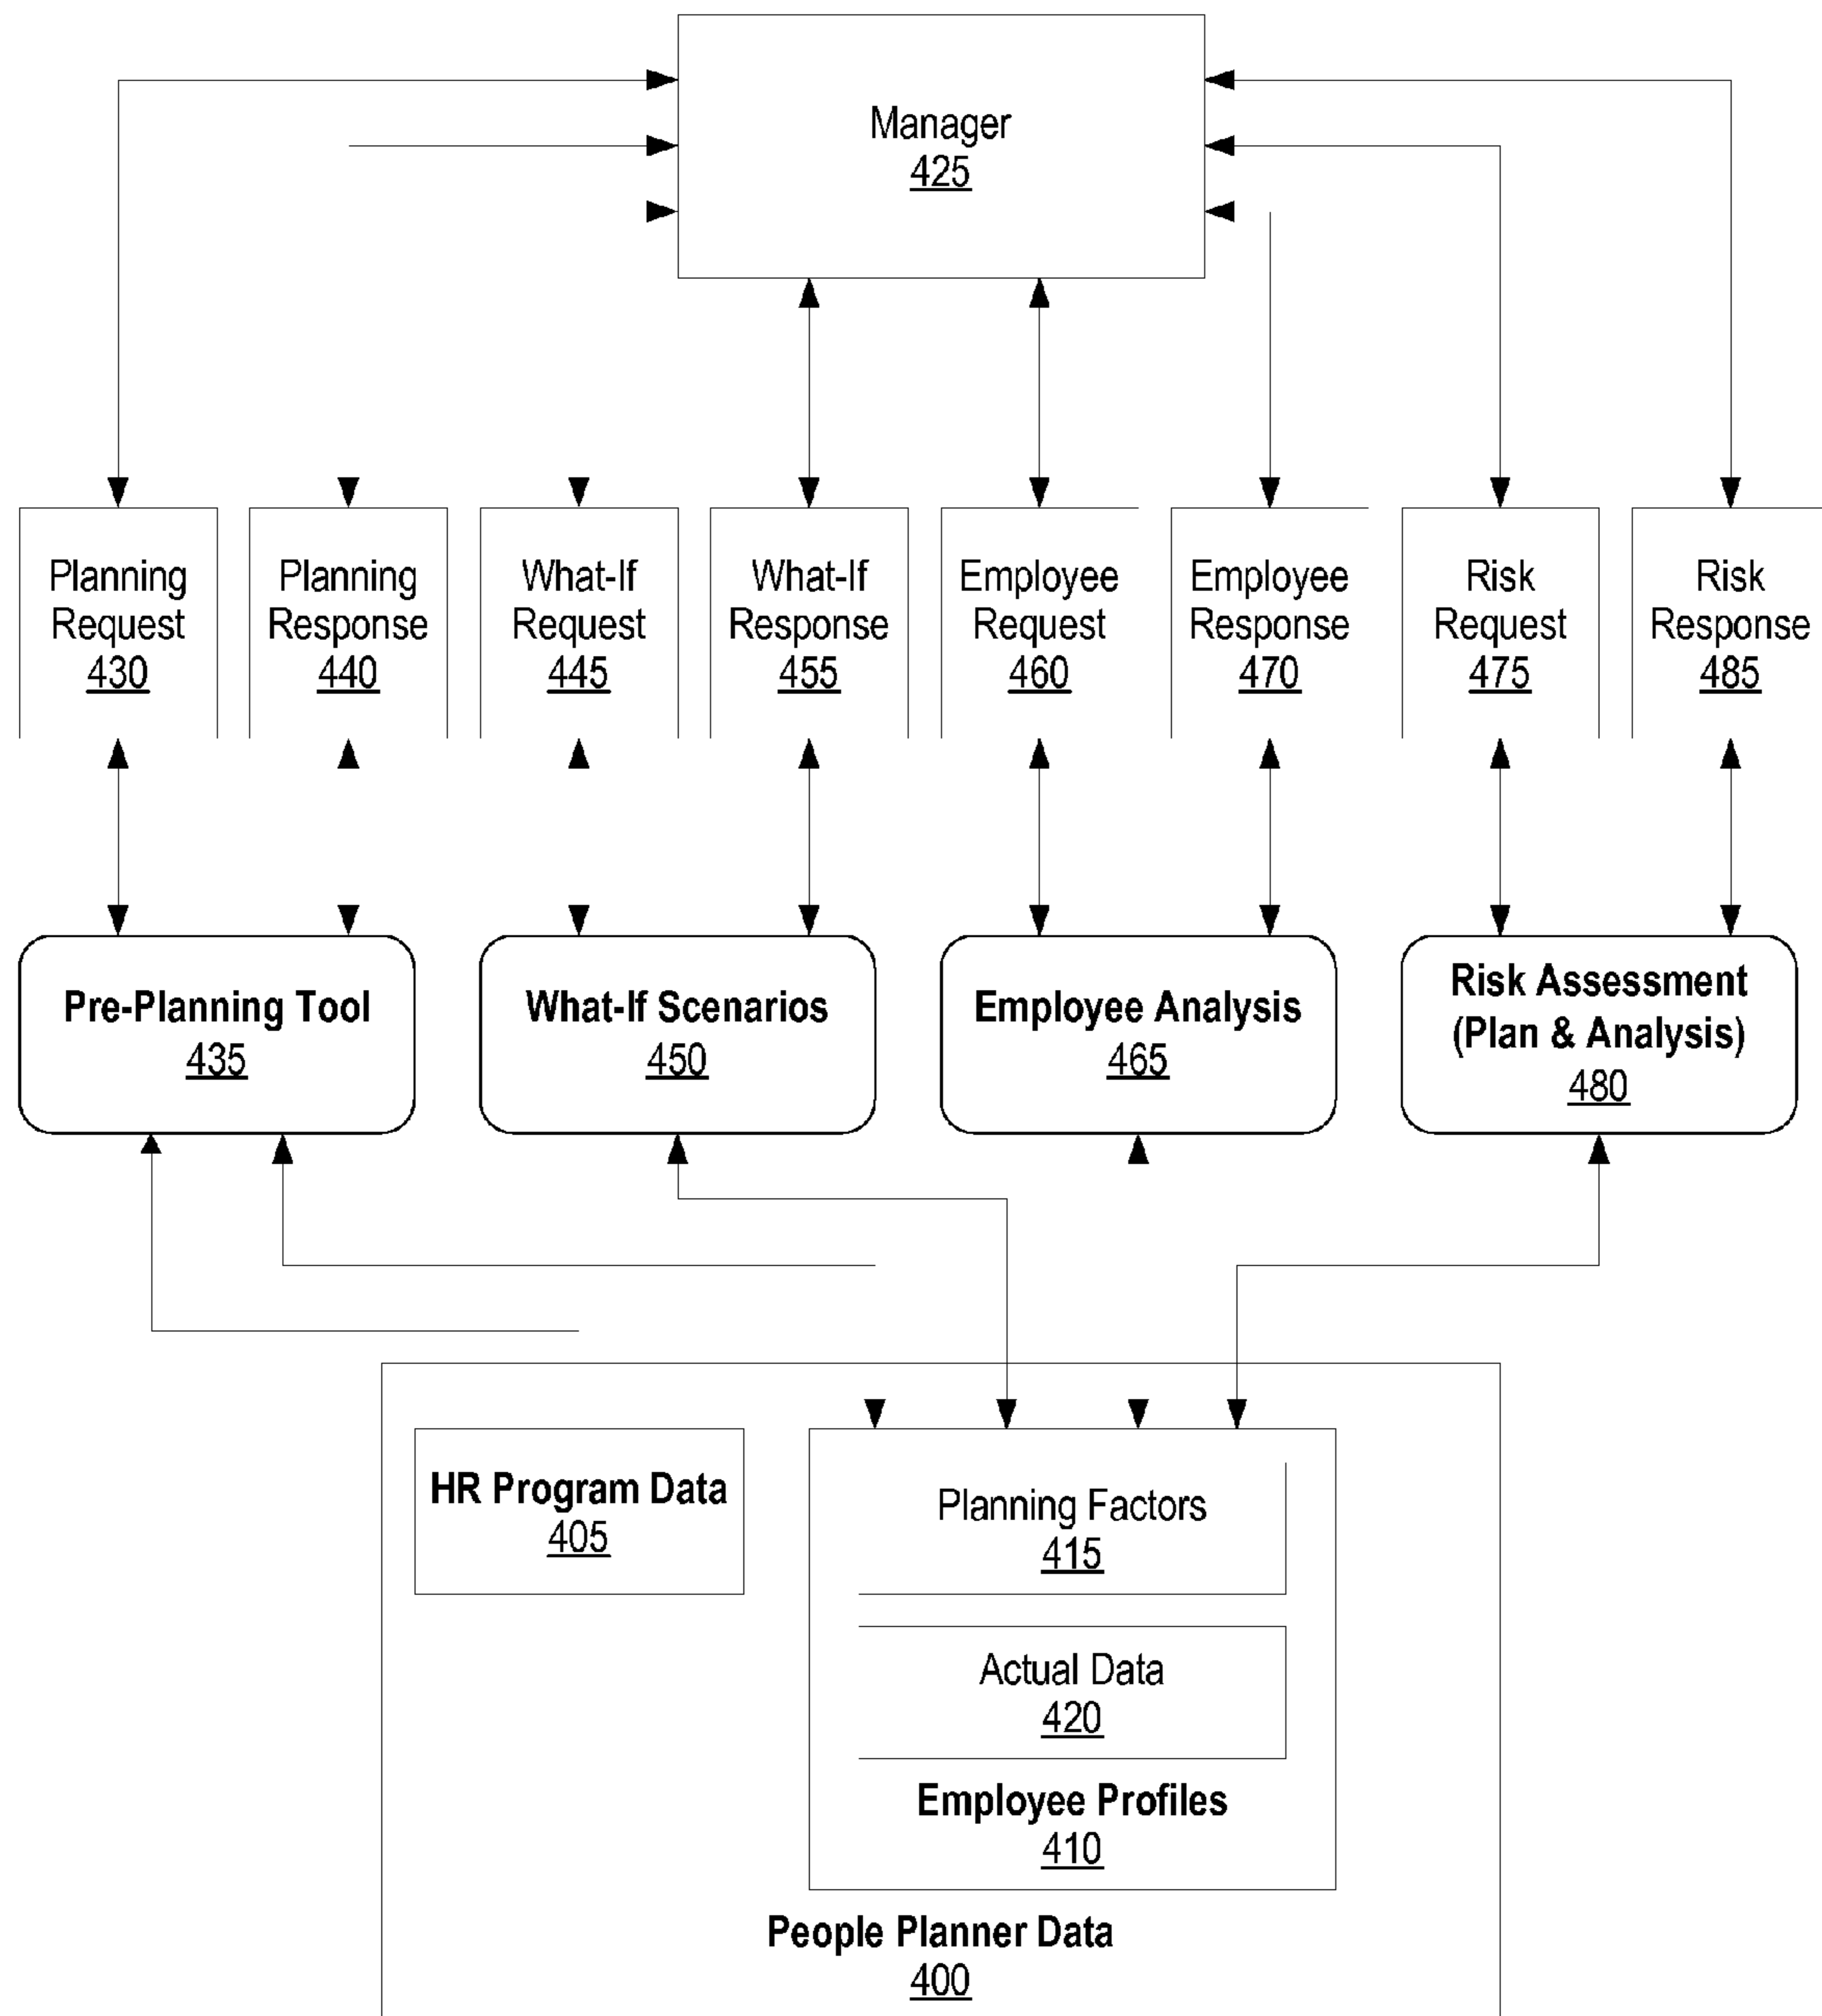 Manager
425
Planning
Request
430
Planning
Response
440
What-If
Request
445
What-If
Response
455
Employee
Request
460
Employee
Response
470
Risk
Request
475
Risk
Response
485
Pre-Planning Tool
435
What-If Scenarios
450
Employee Analysis
465
Risk Assessment
(Plan & Analysis)
480
HR Program Data
405
Planning Factors
415
Actual Data
420
Employee Profiles
410
People Planner Data
400